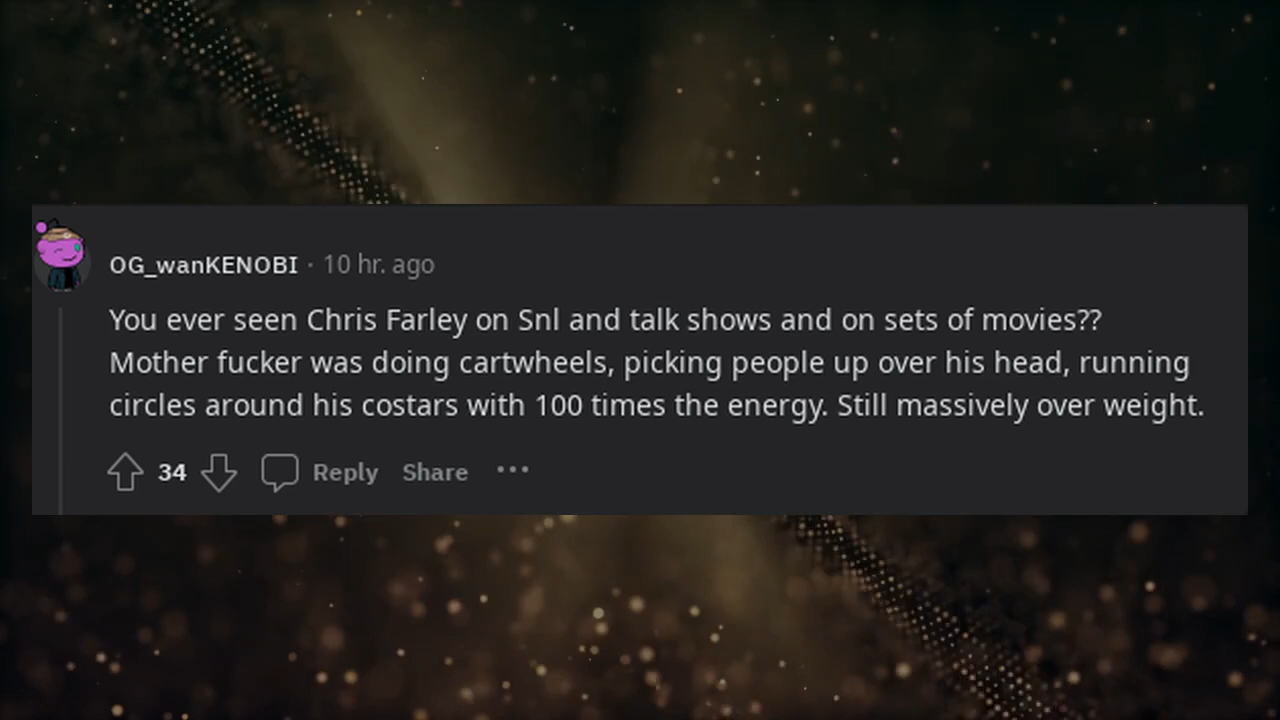 OG_wanKENOBI · 10 hr. ago
You ever seen Chris Farley on Snl and talk shows and on sets of movies??
Mother fucker was doing cartwheels, picking people up over his head, running
circles around his costars with 100 times the energy. Still massively over weight.
34 Reply Share ···